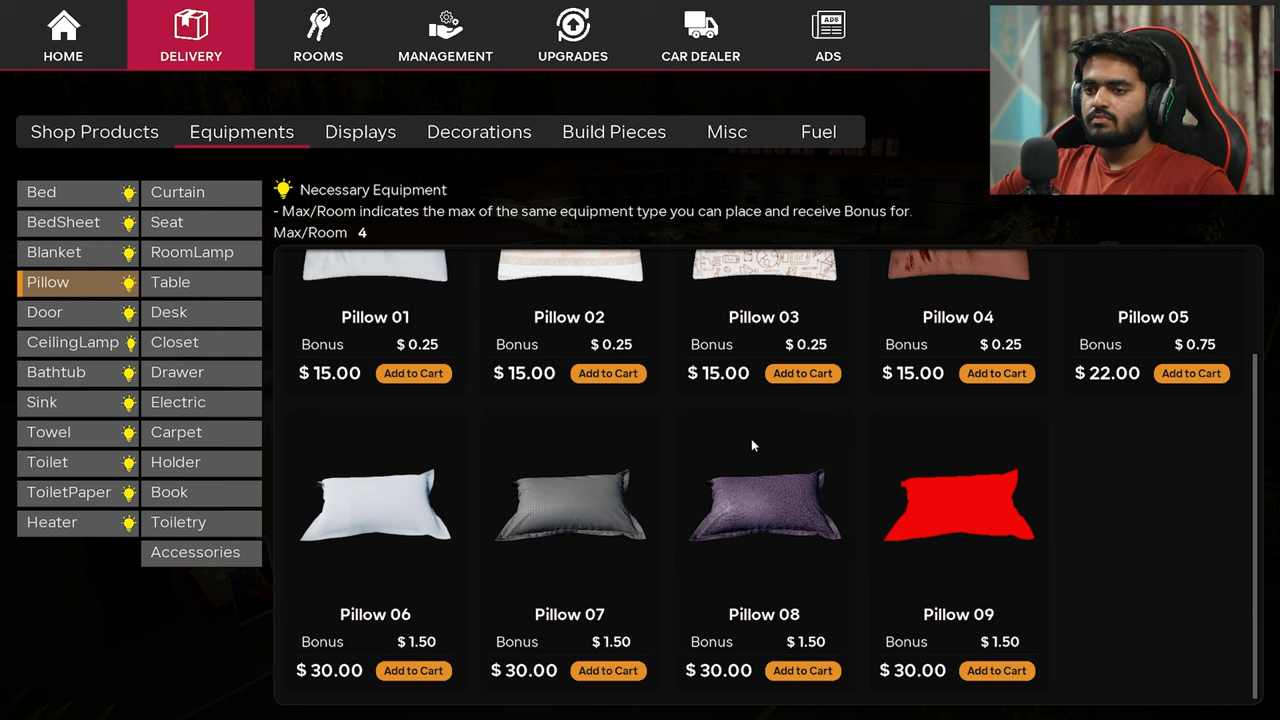 HOME
DELIVERY
ROOMS
MANAGEMENT
UPGRADES
CAR DEALER
ADS
ADS
Shop Products
Equipments
Displays
Decorations
Build Pieces
Misc
Fuel
Bed
BedSheet
Blanket
Pillow
Door
CeilingLamp
Bathtub
Sink
Towel
Toilet
ToiletPaper
Heater
Curtain
Seat
RoomLamp
Table
Desk
Closet
Drawer
Electric
Carpet
Holder
Book
Toiletry
Accessories
Necessary Equipment
- Max/Room indicates the max of the same equipment type you can place and receive Bonus for.
Max/Room 4
Pillow 01
Bonus $ 0.25
$ 15.00 Add to Cart
Pillow 02
Bonus $ 0.25
$ 15.00 Add to Cart
Pillow 03
Bonus $ 0.25
$ 15.00 Add to Cart
Pillow 04
Bonus $ 0.25
$ 15.00 Add to Cart
Pillow 05
Bonus $ 0.75
$ 22.00 Add to Cart
Pillow 06
Bonus $ 1.50
$ 30.00 Add to Cart
Pillow 07
Bonus $ 1.50
$ 30.00 Add to Cart
Pillow 08
Bonus $ 1.50
$ 30.00 Add to Cart
Pillow 09
Bonus $ 1.50
$ 30.00 Add to Cart